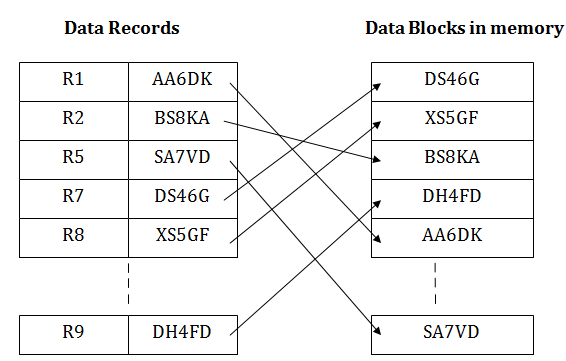 Data Records
Data Blocks in memory
R1 AA6DK
R2 BS8KA
R5 SA7VD
R7 DS46G
R8 XS5GF
R9 DH4FD
DS46G
XS5GF
BS8KA
DH4FD
AA6DK
SA7VD